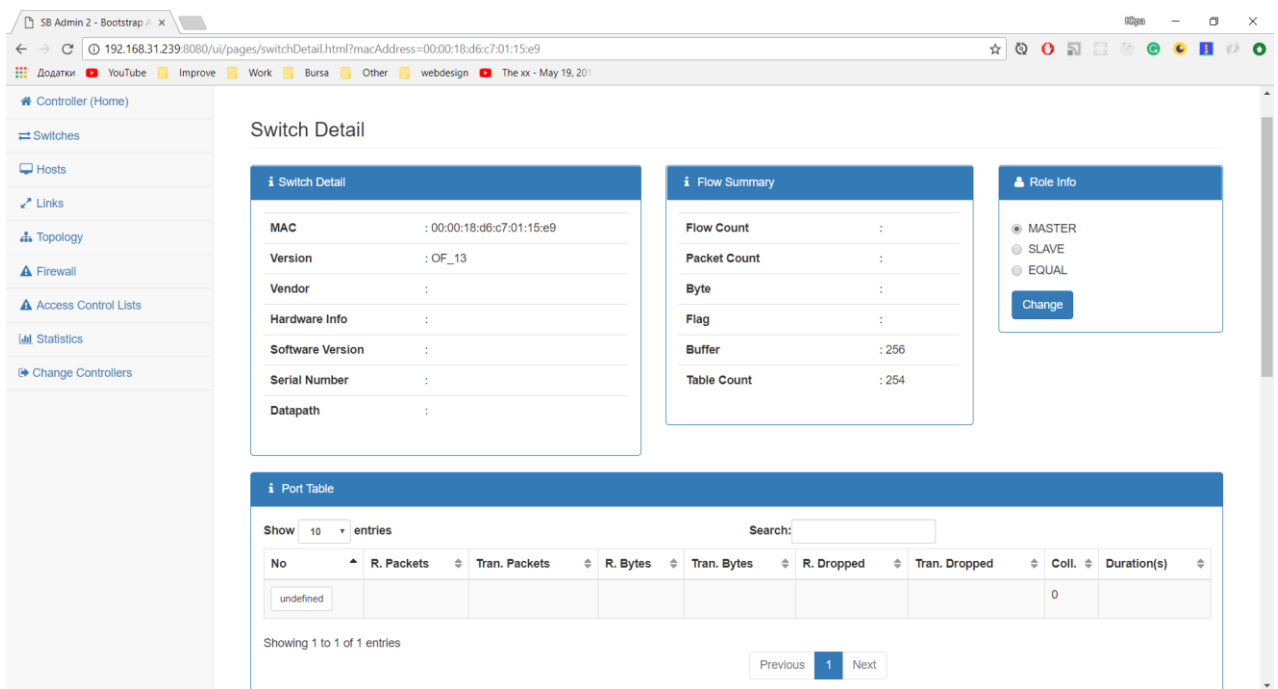 SB Admin 2 - Bootstrap A
Юра
192.168.31.239:8080/ui/pages/switchDetail.html?macAddress=00:00:18:d6:c7:01:15:e9
Додатки YouTube Improve Work Bursa Other webdesign The xx - May 19, 201
Controller (Home)
Switches
Hosts
Links
Topology
Firewall
Access Control Lists
Statistics
Change Controllers
Switch Detail
Switch Detail
MAC : 00:00:18:d6:c7:01:15:e9
Version : OF_13
Vendor :
Hardware Info :
Software Version :
Serial Number :
Datapath :
Flow Summary
Flow Count :
Packet Count :
Byte :
Flag :
Buffer : 256
Table Count : 254
Role Info
MASTER
SLAVE
EQUAL
Change
Port Table
Show 10 entries Search:
No R. Packets Tran. Packets R. Bytes Tran. Bytes R. Dropped Tran. Dropped Coll. Duration(s)
undefined 0
Showing 1 to 1 of 1 entries
Previous 1 Next